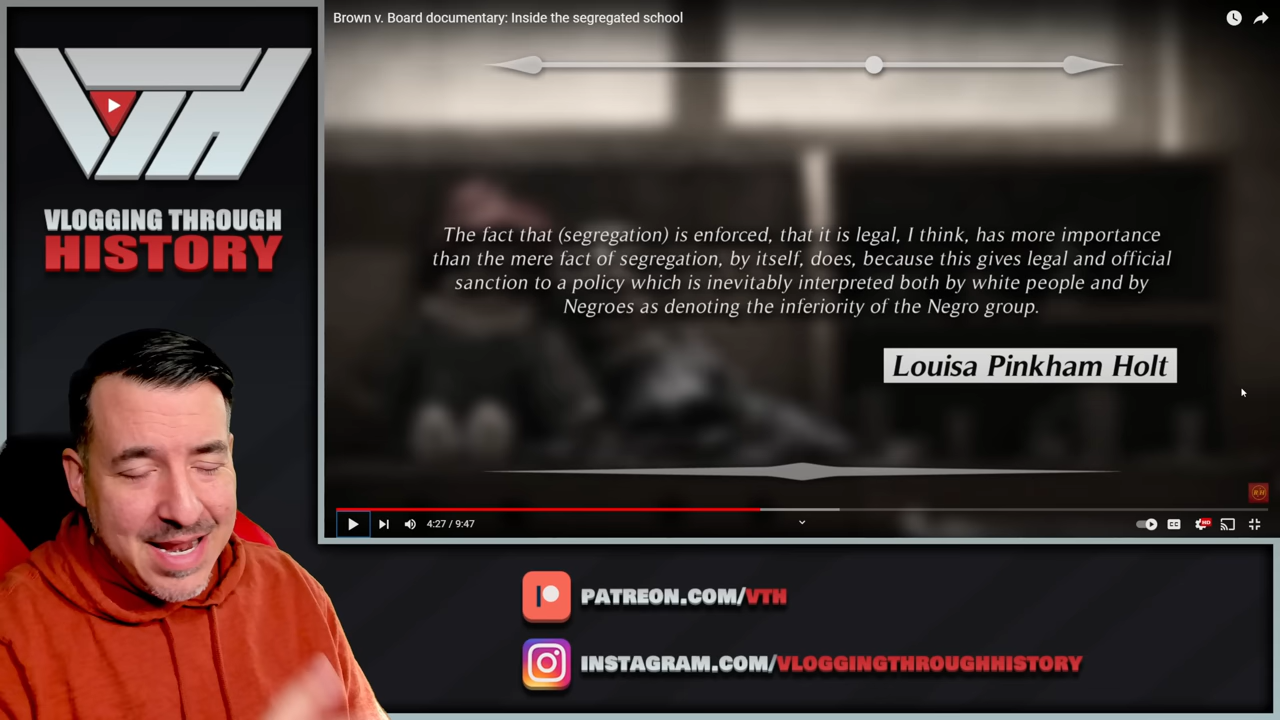 Brown v. Board documentary: Inside the segregated school
VTH
VLOGGING THROUGH
HISTORY
The fact that (segregation) is enforced, that it is legal, I think, has more importance
than the mere fact of segregation, by itself, does, because this gives legal and official
sanction to a policy which is inevitably interpreted both by white people and by
Negroes as denoting the inferiority of the Negro group.
Louisa Pinkham Holt
4:27 / 9:47
CC
HD
PATREON.COM/VTH
INSTAGRAM.COM/VLOGGINGTHROUGHHISTORY